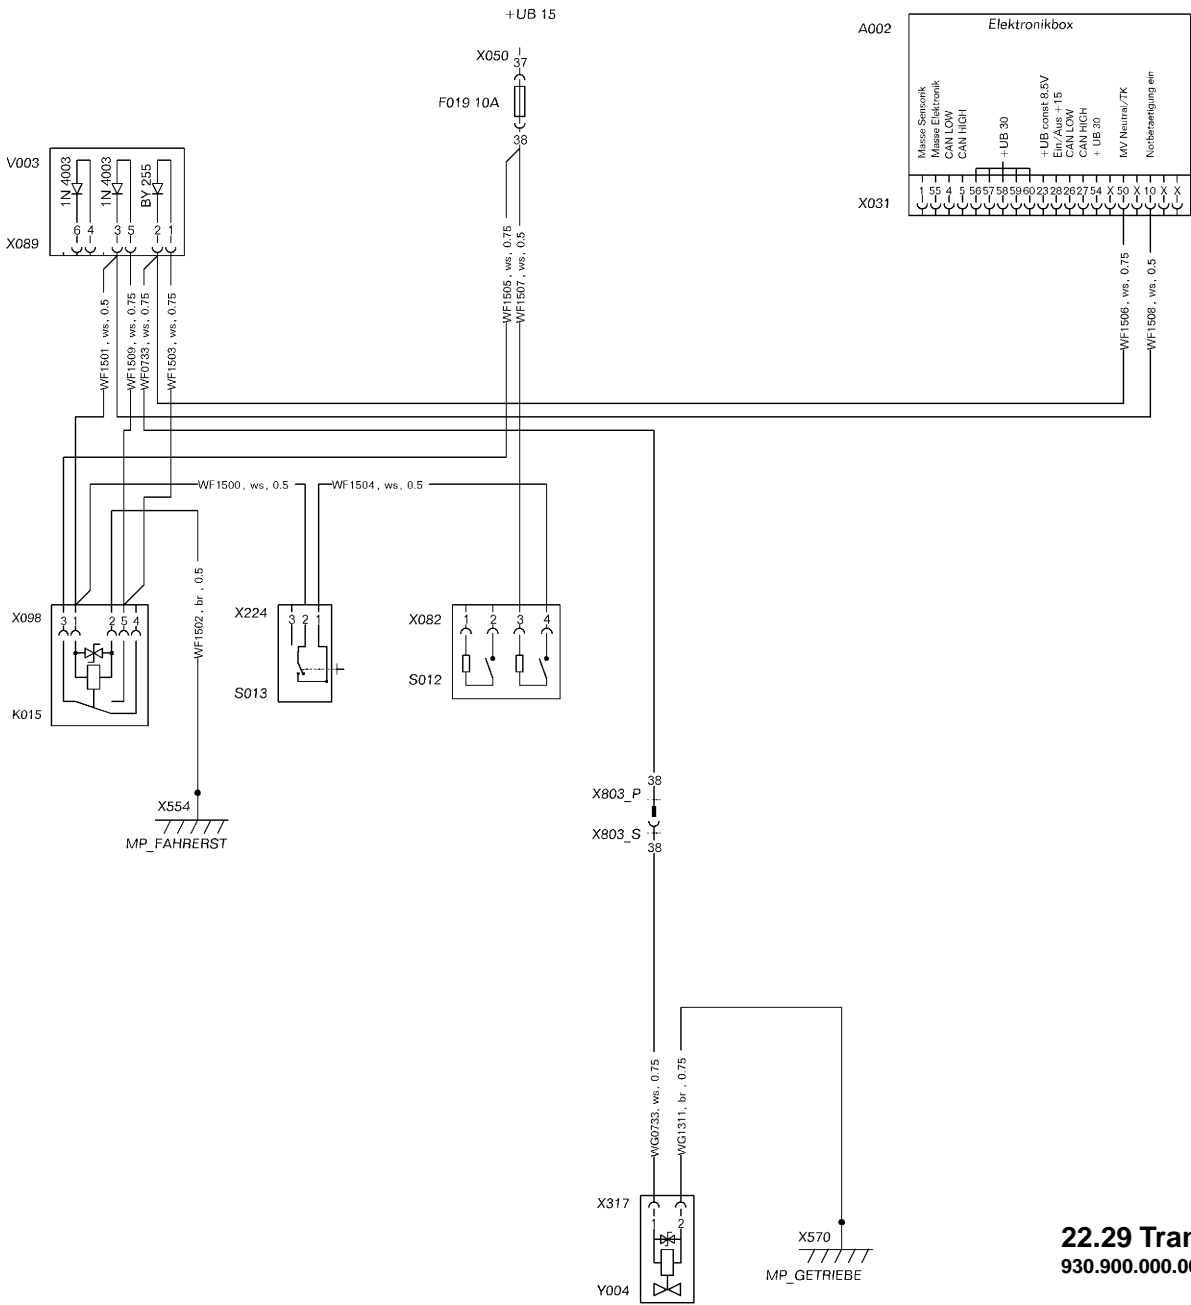 +UB 15
X050
37
F019 10A
38
A002
Elektronikbox
Masse Sensorik
Masse Elektronik
CAN LOW
CAN HIGH
+UB 30
+UB const 8.5V
Ein/Aus +15
CAN LOW
CAN HIGH
+ UB 30
MV Neutral/TK
Notbetaetigung ein
X031
1 55 4 5 56 57 58 59 60 23 28 26 27 54 X 50 X 10 X X
V003
1N 4003
1N 4003
BY 255
X089
6 4 3 5 2 1
WF1501, ws, 0.5
WF1509, ws, 0.75
WF0733, ws, 0.75
WF1503, ws, 0.75
WF1505, ws, 0.75
WF1507, ws, 0.5
WF1506, ws, 0.75
WF1508, ws, 0.5
WF1500, ws, 0.5
WF1504, ws, 0.5
WF1502, br, 0.5
X098
3 1 2 5 4
K015
X224
3 2 1
S013
X082
1 2 3 4
S012
X554
MP_FAHRERST
38
X803_P
X803_S
38
WG0733, ws, 0.75
WG1311, br, 0.75
X317
1 2
Y004
X570
MP_GETRIEBE
22.29 Tran
930.900.000.00